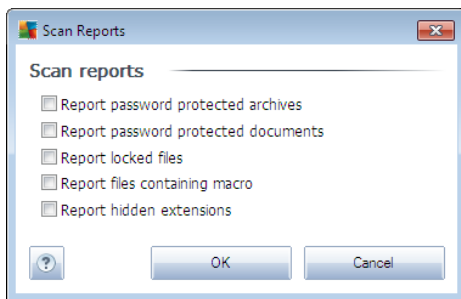 Scan Reports
Scan reports
Report password protected archives
Report password protected documents
Report locked files
Report files containing macro
Report hidden extensions
? OK Cancel